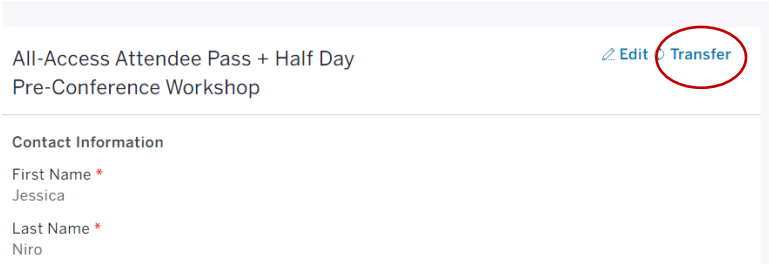 All-Access Attendee Pass + Half Day
Pre-Conference Workshop
Edit Transfer
Contact Information
First Name *
Jessica
Last Name *
Niro